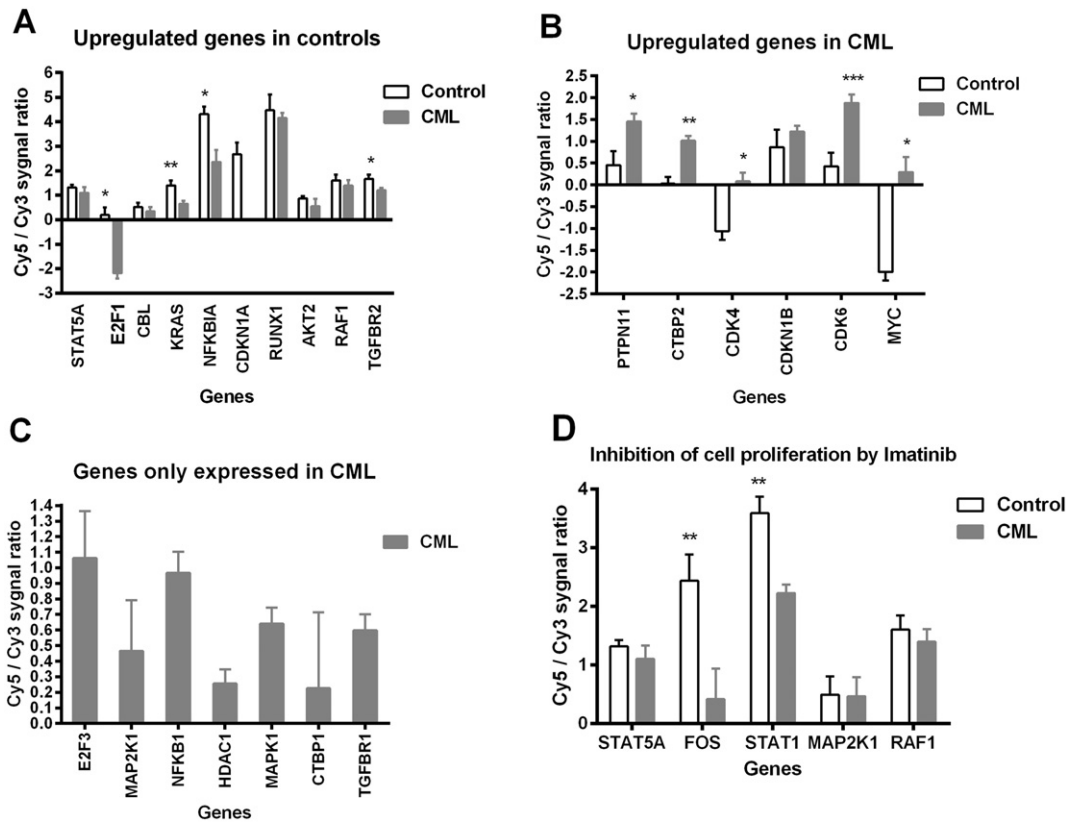 A
Upregulated genes in controls
Cy5 / Cy3 sygnal ratio
6
5
4
3
2
1
0
-1
-2
-3
*
**
*
*
Control
CML
STAT5A
E2F1
CBL
KRAS
NFKBIA
CDKN1A
RUNX1
AKT2
RAF1
TGFBR2
Genes
B
Upregulated genes in CML
Cy5 / Cy3 sygnal ratio
2.5
2.0
1.5
1.0
0.5
0.0
-0.5
-1.0
-1.5
-2.0
-2.5
*
**
*
***
*
Control
CML
PTPN11
CTBP2
CDK4
CDKN1B
CDK6
MYC
Genes
C
Genes only expressed in CML
Cy5 / Cy3 sygnal ratio
1.4
1.3
1.2
1.1
1.0
0.9
0.8
0.7
0.6
0.5
0.4
0.3
0.2
0.1
0.0
CML
E2F3
MAP2K1
NFKB1
HDAC1
MAPK1
CTBP1
TGFBR1
Genes
D
Inhibition of cell proliferation by Imatinib
Cy5 / Cy3 sygnal ratio
4
3
2
1
0
**
**
Control
CML
STAT5A FOS STAT1 MAP2K1 RAF1
Genes